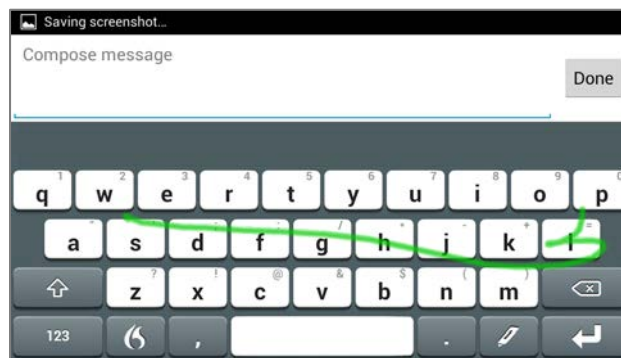 Saving screenshot...
Compose message
Done
1 2 3 4 5 6 7 8 9 0
q w e r t y u i o p
/ * - + =
a s d f g h j k l
? ! @ & $ ( )
z x c v b n m
123 , .